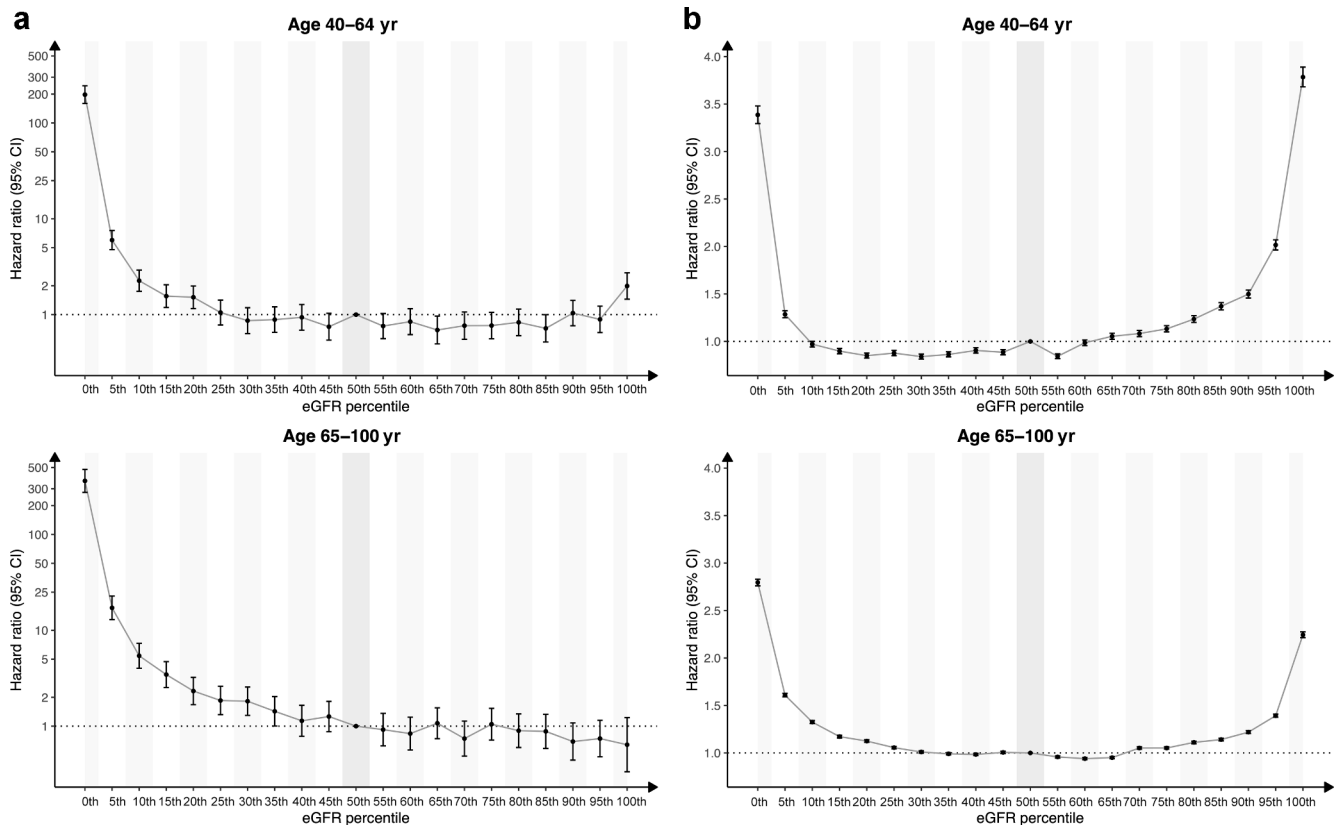 a
Age 40–64 yr
Hazard ratio (95% CI)
500
300
200
100
50
25
10
5
2
1
0th 5th 10th 15th 20th 25th 30th 35th 40th 45th 50th 55th 60th 65th 70th 75th 80th 85th 90th 95th 100th
eGFR percentile
b
Age 40–64 yr
Hazard ratio (95% CI)
4.0
3.5
3.0
2.5
2.0
1.5
1.0
0th 5th 10th 15th 20th 25th 30th 35th 40th 45th 50th 55th 60th 65th 70th 75th 80th 85th 90th 95th 100th
eGFR percentile
Age 65–100 yr
Hazard ratio (95% CI)
500
300
200
100
50
25
10
5
2
1
0th 5th 10th 15th 20th 25th 30th 35th 40th 45th 50th 55th 60th 65th 70th 75th 80th 85th 90th 95th 100th
eGFR percentile
Age 65–100 yr
Hazard ratio (95% CI)
4.0
3.5
3.0
2.5
2.0
1.5
1.0
0th 5th 10th 15th 20th 25th 30th 35th 40th 45th 50th 55th 60th 65th 70th 75th 80th 85th 90th 95th 100th
eGFR percentile